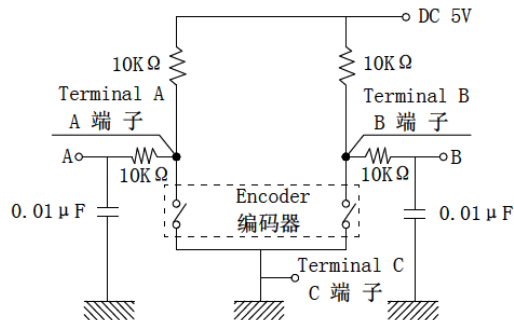 DC 5V
10KΩ
10KΩ
Terminal A
A 端 子
Terminal B
B 端 子
A
10KΩ
10KΩ
B
0.01μF
Encoder
编码器
0.01μF
Terminal C
C 端 子